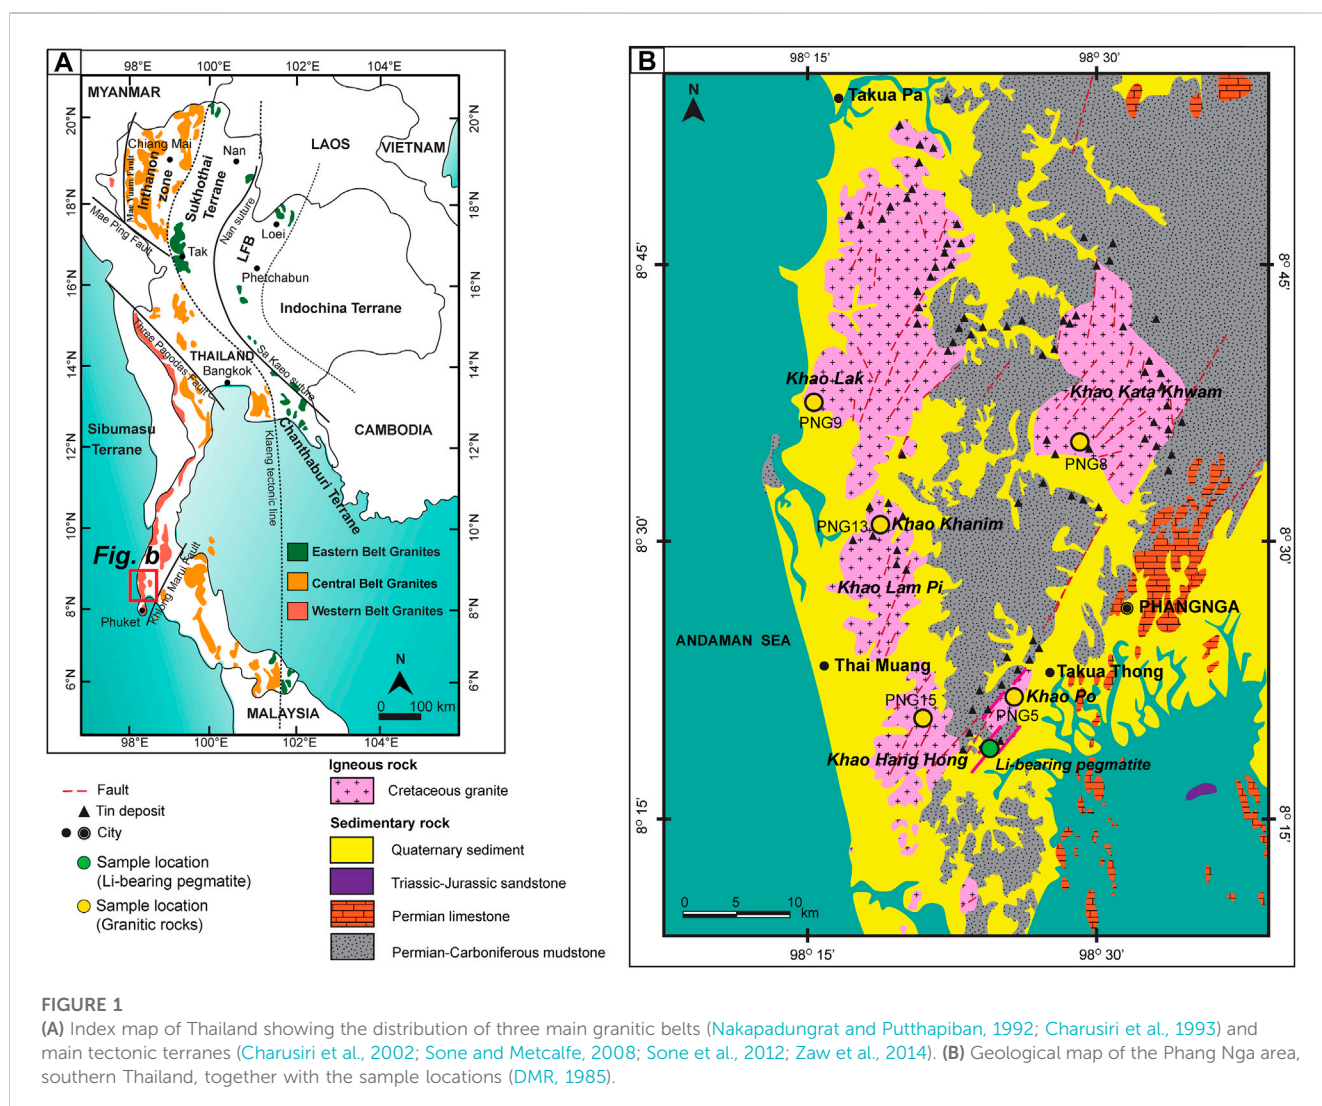 A
98°E
100°E
102°E
104°E
MYANMAR
20°N
20°N
LAOS
VIETNAM
Chiang Mai
Nan
Mae Yuan Fault
Inthanon
zone
Sukhothai
Terrane
18°N
18°N
Mae Ping Fault
Nan suture
LFB
Loei
Tak
Phetchabun
16°N
16°N
Indochina Terrane
Three Pagodas Fault
THAILAND
Bangkok
Sa Kaeo suture
14°N
14°N
Sibumasu
Terrane
CAMBODIA
Chanthaburi Terrane
Klaeng tectonic line
12°N
12°N
10°N
10°N
Fig. b
Khlong Marui Fault
Eastern Belt Granites
Central Belt Granites
Western Belt Granites
8°N
8°N
Phuket
6°N
6°N
N
0 100 km
MALAYSIA
98°E
100°E
102°E
104°E
Fault
Tin deposit
City
Sample location
(Li-bearing pegmatite)
Sample location
(Granitic rocks)
Igneous rock
Cretaceous granite
Sedimentary rock
Quaternary sediment
Triassic-Jurassic sandstone
Permian limestone
Permian-Carboniferous mudstone
B
98° 15'
98° 30'
N
Takua Pa
8° 45'
8° 45'
Khao Lak
PNG9
Khao Kata Khwam
PNG8
PNG13
Khao Khanim
8° 30'
8° 30'
Khao Lam Pi
PHANGNGA
ANDAMAN SEA
Thai Muang
Takua Thong
PNG15
Khao Po
PNG5
Khao Hang Hong
Li-bearing pegmatite
8° 15'
8° 15'
0 5 10
km
98° 15'
98° 30'
FIGURE 1
(A) Index map of Thailand showing the distribution of three main granitic belts (Nakapadungrat and Putthapiban, 1992; Charusiri et al., 1993) and
main tectonic terranes (Charusiri et al., 2002; Sone and Metcalfe, 2008; Sone et al., 2012; Zaw et al., 2014). (B) Geological map of the Phang Nga area,
southern Thailand, together with the sample locations (DMR, 1985).